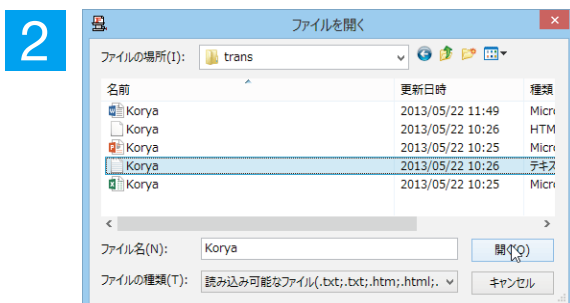 2
ファイルを開く
ファイルの場所(I): trans
名前 更新日時 種類
Korya 2013/05/22 11:49 Micr
Korya 2013/05/22 10:26 HTM
Korya 2013/05/22 10:25 Micr
Korya 2013/05/22 10:26 テキス
Korya 2013/05/22 10:25 Micr
ファイル名(N): Korya 開く(O)
ファイルの種類(T): 読み込み可能なファイル(.txt;.txt;.htm;.html;. キャンセル